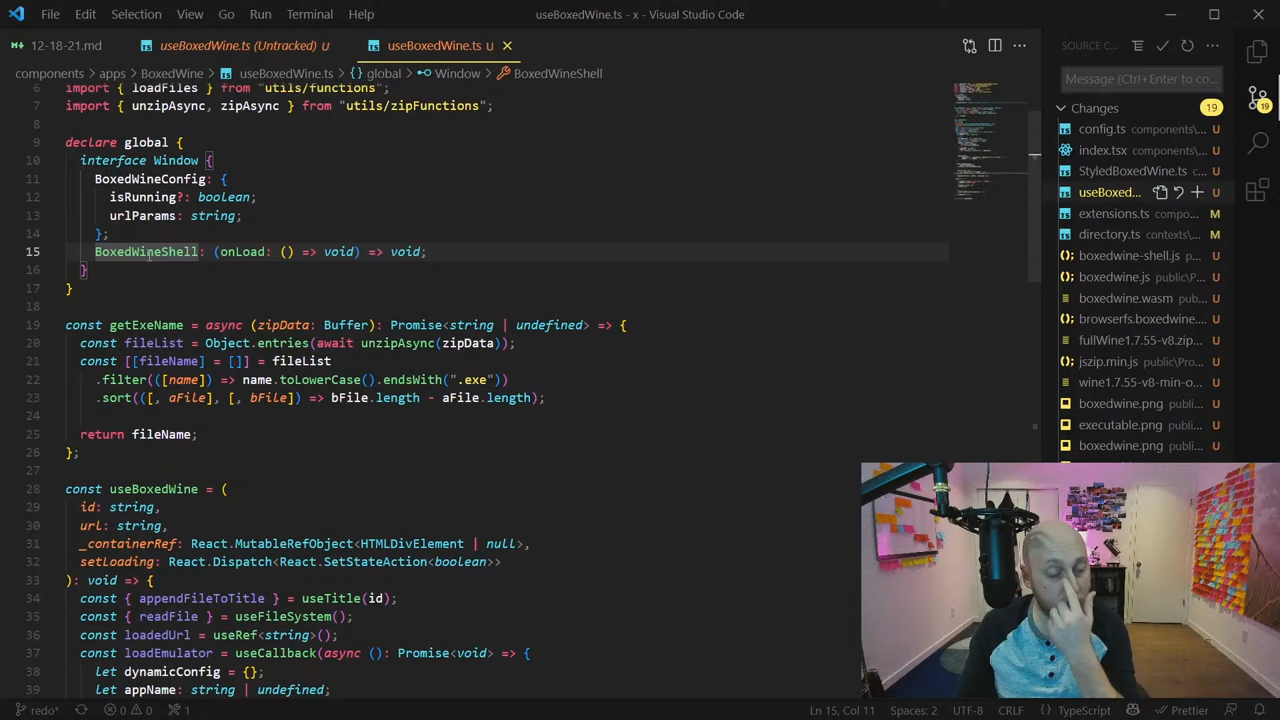 File Edit Selection View Go Run Terminal Help
useBoxedWine.ts - x - Visual Studio Code
12-18-21.md
useBoxedWine.ts (Untracked) U
useBoxedWine.ts U
components > apps > BoxedWine > useBoxedWine.ts > {} global > Window > BoxedWineShell
6 import { loadFiles } from "utils/functions";
7 import { unzipAsync, zipAsync } from "utils/zipFunctions";
8
9 declare global {
10 interface Window {
11 BoxedWineConfig: {
12 isRunning?: boolean;
13 urlParams: string;
14 };
15 BoxedWineShell: (onLoad: () => void) => void;
16 }
17 }
18
19 const getExeName = async (zipData: Buffer): Promise<string | undefined> => {
20 const fileList = Object.entries(await unzipAsync(zipData));
21 const [[fileName] = []] = fileList
22 .filter(([name]) => name.toLowerCase().endsWith(".exe"))
23 .sort(([, aFile], [, bFile]) => bFile.length - aFile.length);
24
25 return fileName;
26 };
27
28 const useBoxedWine = (
29 id: string,
30 url: string,
31 _containerRef: React.MutableRefObject<HTMLDivElement | null>,
32 setLoading: React.Dispatch<React.SetStateAction<boolean>>
33 ): void => {
34 const { appendFileToTitle } = useTitle(id);
35 const { readFile } = useFileSystem();
36 const loadedUrl = useRef<string>();
37 const loadEmulator = useCallback(async (): Promise<void> => {
38 let dynamicConfig = {};
39 let appName: string | undefined;
SOURCE C...
Message (Ctrl+Enter to co...
Changes 19
config.ts components\... U
index.tsx components\... U
StyledBoxedWine.ts... U
useBoxed... U
extensions.ts compo... M
directory.ts compon... M
boxedwine-shell.js p... U
boxedwine.js public\P... U
boxedwine.wasm pub... U
browserfs.boxedwine.... U
fullWine1.7.55-v8.zip... U
jszip.min.js public\Pro... U
wine1.7.55-v8-min-o... U
boxedwine.png publi... U
executable.png publi... U
boxedwine.png publi... U
19
redo* 0 0 1
Ln 15, Col 11 Spaces: 2 UTF-8 CRLF {} TypeScript Prettier